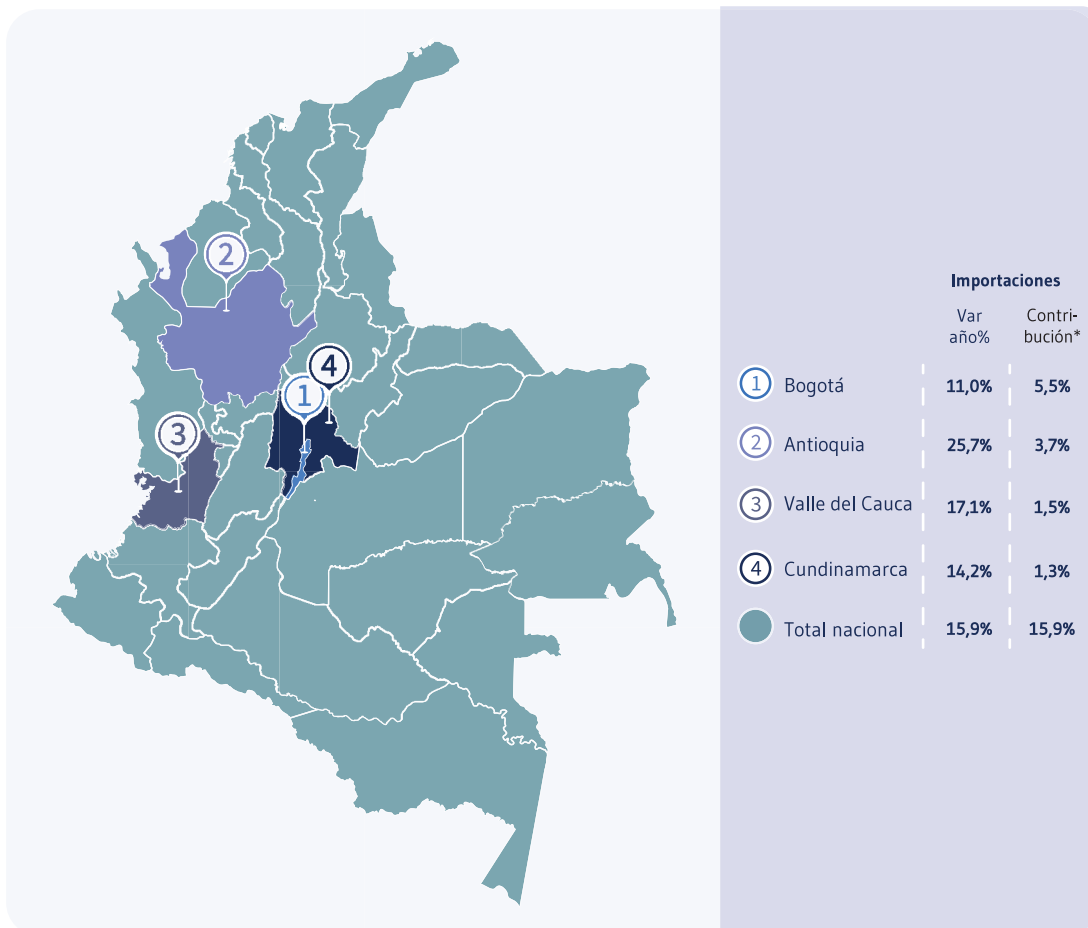 2
4
1
3
Importaciones
Var
año%
Contri-
bución*
1 Bogotá 11,0% 5,5%
2 Antioquia 25,7% 3,7%
3 Valle del Cauca 17,1% 1,5%
4 Cundinamarca 14,2% 1,3%
Total nacional 15,9% 15,9%